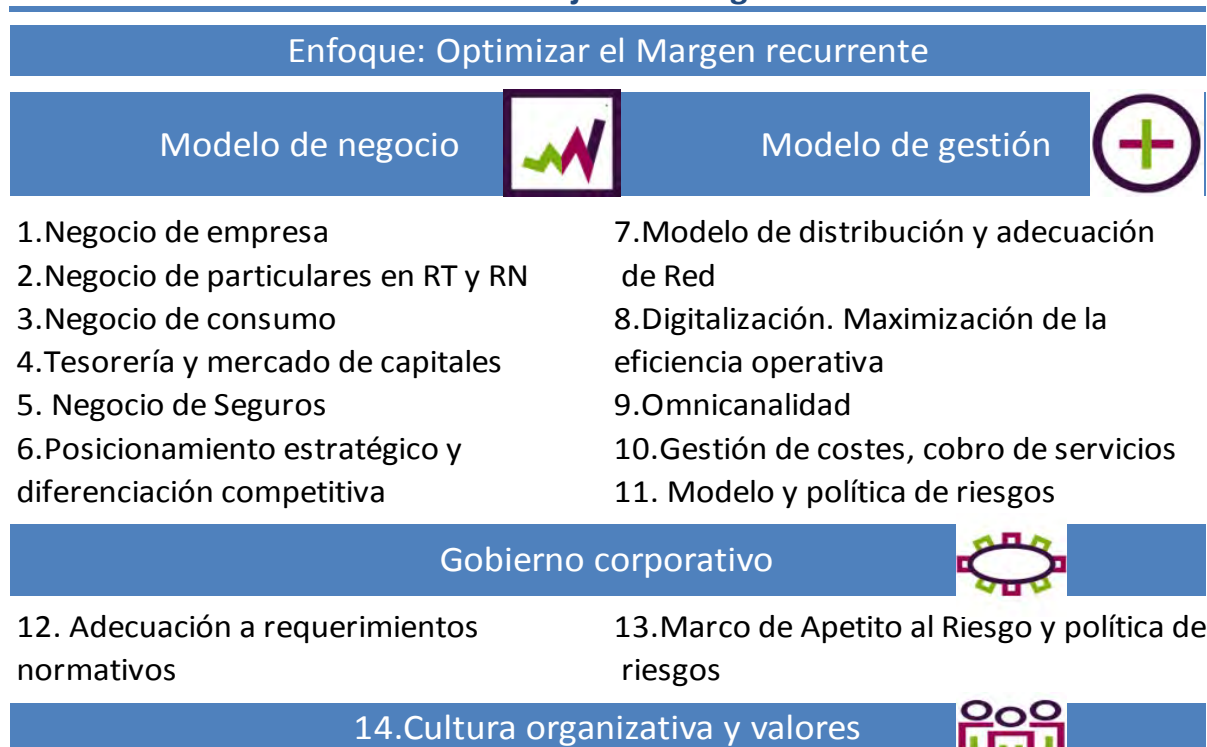 Enfoque: Optimizar el Margen recurrente
Modelo de negocio
Modelo de gestión
1.Negocio de empresa
2.Negocio de particulares en RT y RN
3.Negocio de consumo
4.Tesorería y mercado de capitales
5. Negocio de Seguros
6.Posicionamiento estratégico y
diferenciación competitiva
7.Modelo de distribución y adecuación
de Red
8.Digitalización. Maximización de la
eficiencia operativa
9.Omnicanalidad
10.Gestión de costes, cobro de servicios
11. Modelo y política de riesgos
Gobierno corporativo
12. Adecuación a requerimientos
normativos
13.Marco de Apetito al Riesgo y política de
riesgos
14.Cultura organizativa y valores